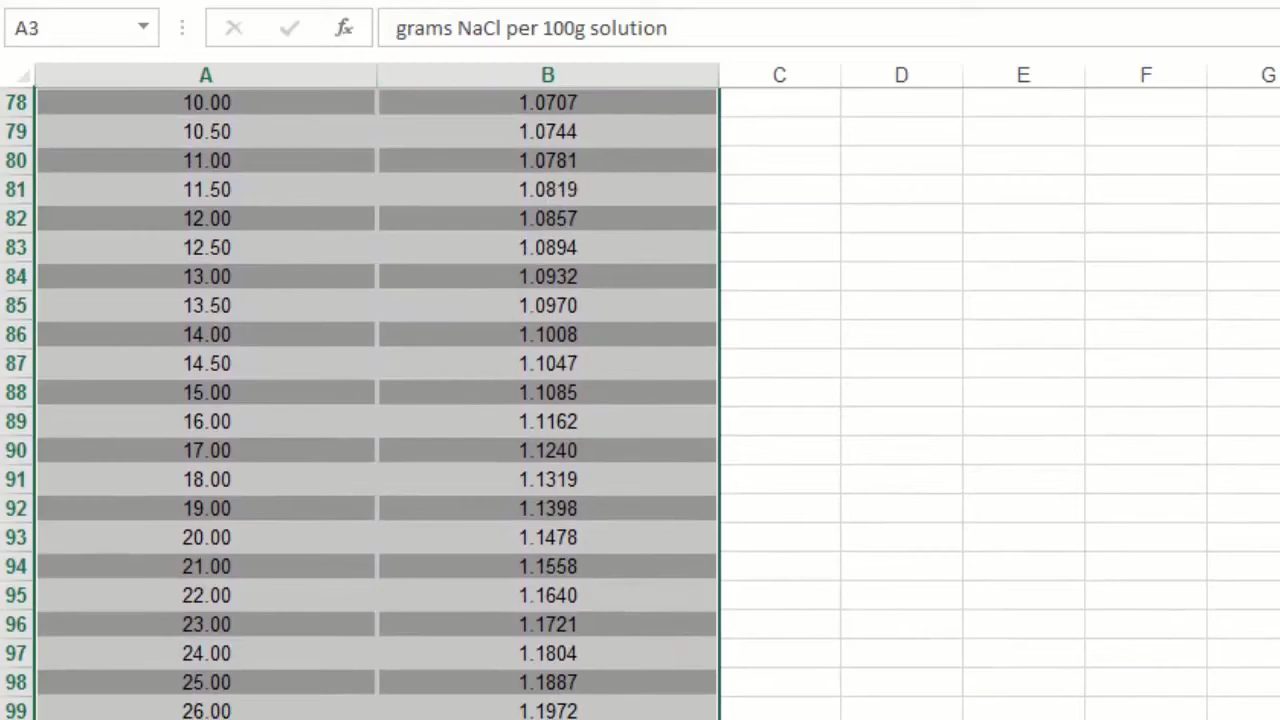 A3 fx grams NaCl per 100g solution
A B C D E F G
78 10.00 1.0707
79 10.50 1.0744
80 11.00 1.0781
81 11.50 1.0819
82 12.00 1.0857
83 12.50 1.0894
84 13.00 1.0932
85 13.50 1.0970
86 14.00 1.1008
87 14.50 1.1047
88 15.00 1.1085
89 16.00 1.1162
90 17.00 1.1240
91 18.00 1.1319
92 19.00 1.1398
93 20.00 1.1478
94 21.00 1.1558
95 22.00 1.1640
96 23.00 1.1721
97 24.00 1.1804
98 25.00 1.1887
99 26.00 1.1972